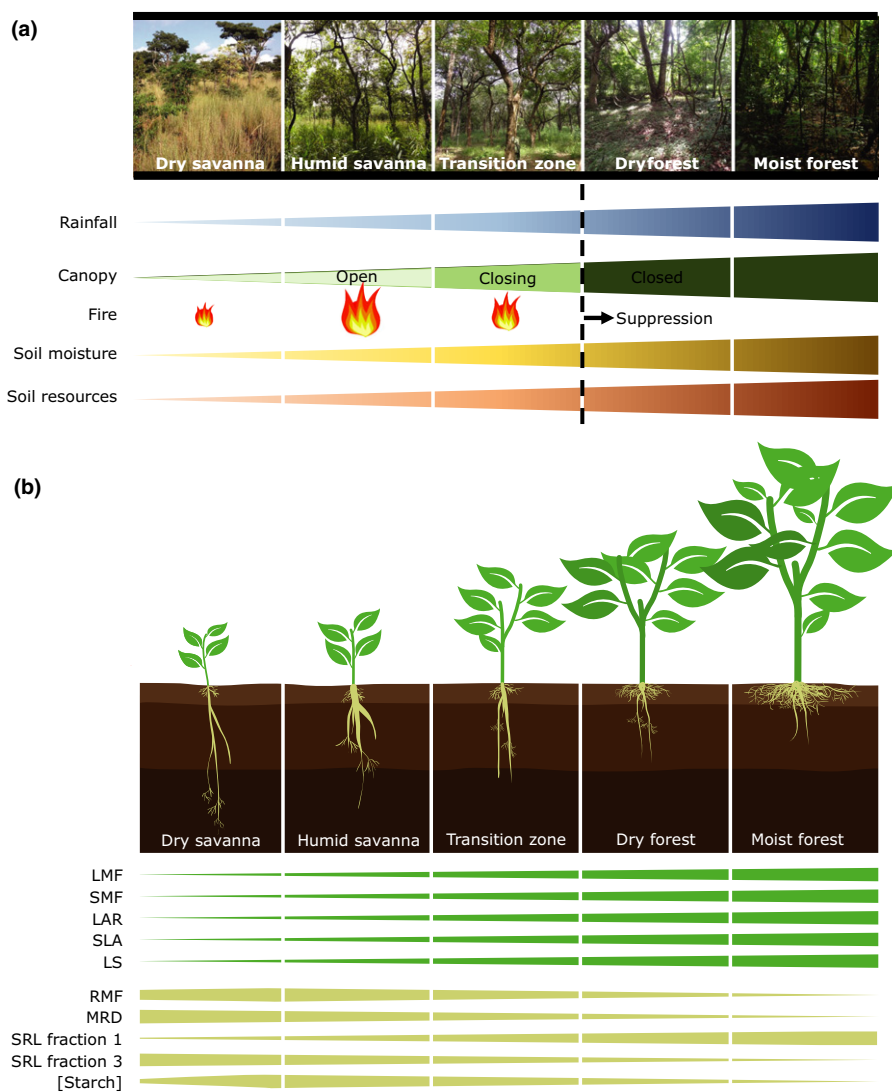 (a)
Dry savanna Humid savanna Transition zone Dryforest Moist forest
Rainfall
Canopy Open Closing Closed
Fire Suppression
Soil moisture
Soil resources
(b)
Dry savanna Humid savanna Transition zone Dry forest Moist forest
LMF
SMF
LAR
SLA
LS
RMF
MRD
SRL fraction 1
SRL fraction 3
[Starch]